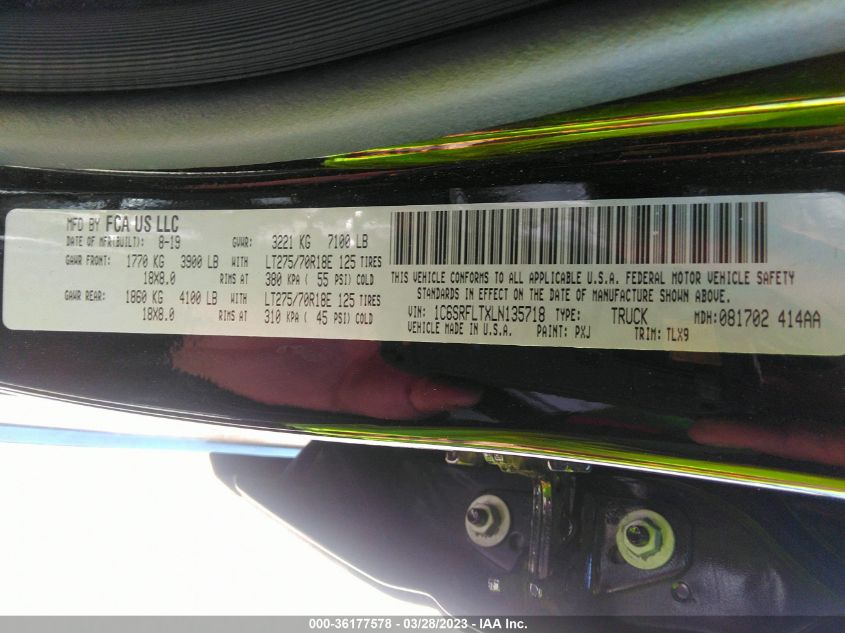 MFD BY FCA US LLC
DATE OF MFR(BUILT): 8-19 GVWR: 3221 KG 7100 LB
GAWR FRONT: 1770 KG 3900 LB WITH LT275/70R18E 125 TIRES
18X8.0 RIMS AT 380 KPA ( 55 PSI) COLD
GAWR REAR: 1860 KG 4100 LB WITH LT275/70R18E 125 TIRES
18X8.0 RIMS AT 310 KPA ( 45 PSI) COLD
THIS VEHICLE CONFORMS TO ALL APPLICABLE U.S.A. FEDERAL MOTOR VEHICLE SAFETY
STANDARDS IN EFFECT ON THE DATE OF MANUFACTURE SHOWN ABOVE.
VIN: 1C6SRFLTXLN135718 TYPE: TRUCK MDH:081702 414AA
VEHICLE MADE IN U.S.A. PAINT: PXJ TRIM: TLX9
000-36177578 - 03/28/2023 - IAA Inc.